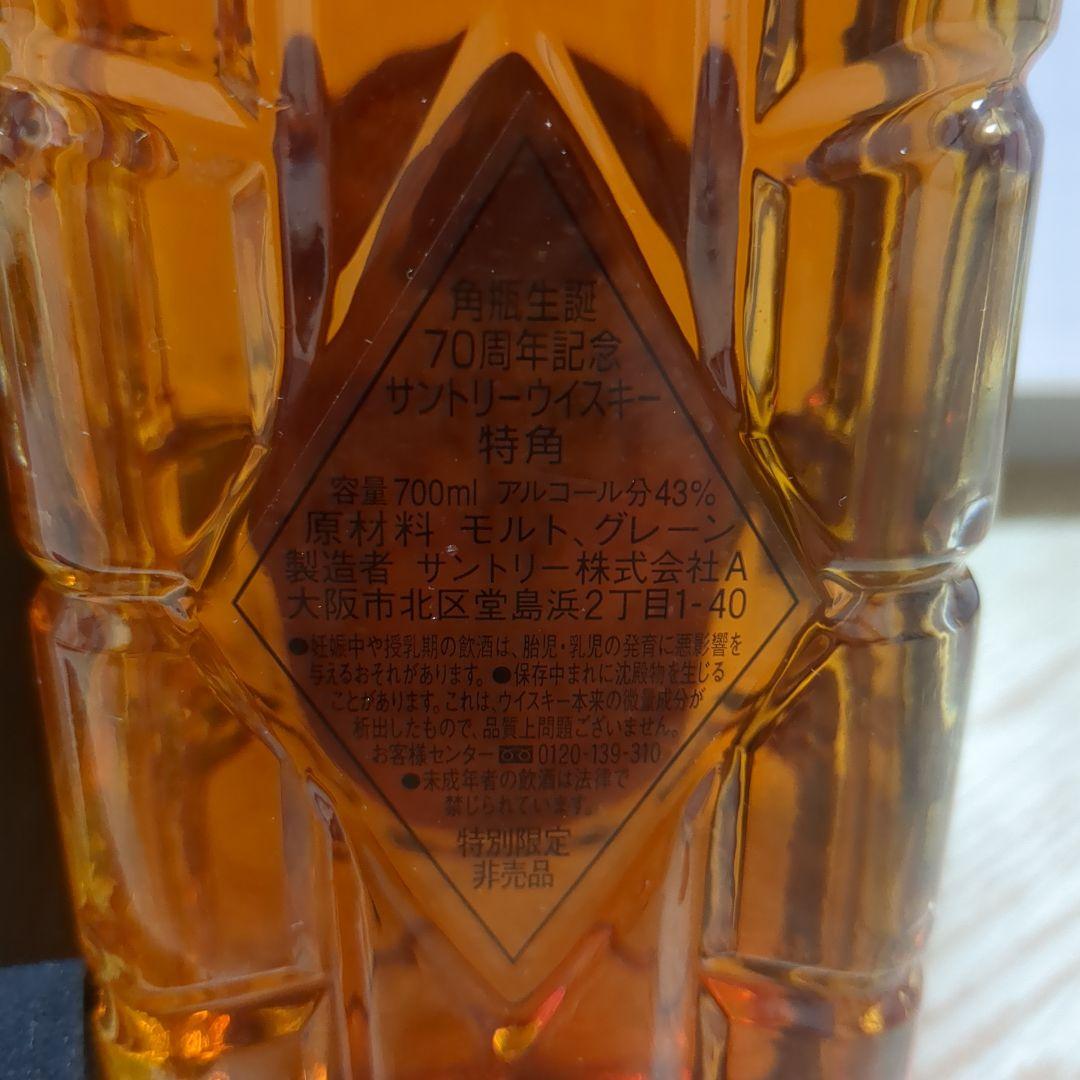 角瓶生誕
70周年記念
サントリーウイスキー
特角
容量700ml アルコール分43%
原材料 モルト、グレーン
製造者 サントリー株式会社A
大阪市北区堂島浜2丁目1-40
●妊娠中や授乳期の飲酒は、胎児・乳児の発育に悪影響を
与えるおそれがあります。●保存中まれに沈殿物を生じる
ことがあります。これは、ウイスキー本来の微量成分が
析出したもので、品質上問題ございません。
お客様センター 0120-139-310
●未成年者の飲酒は法律で
禁じられています。
特別限定
非売品